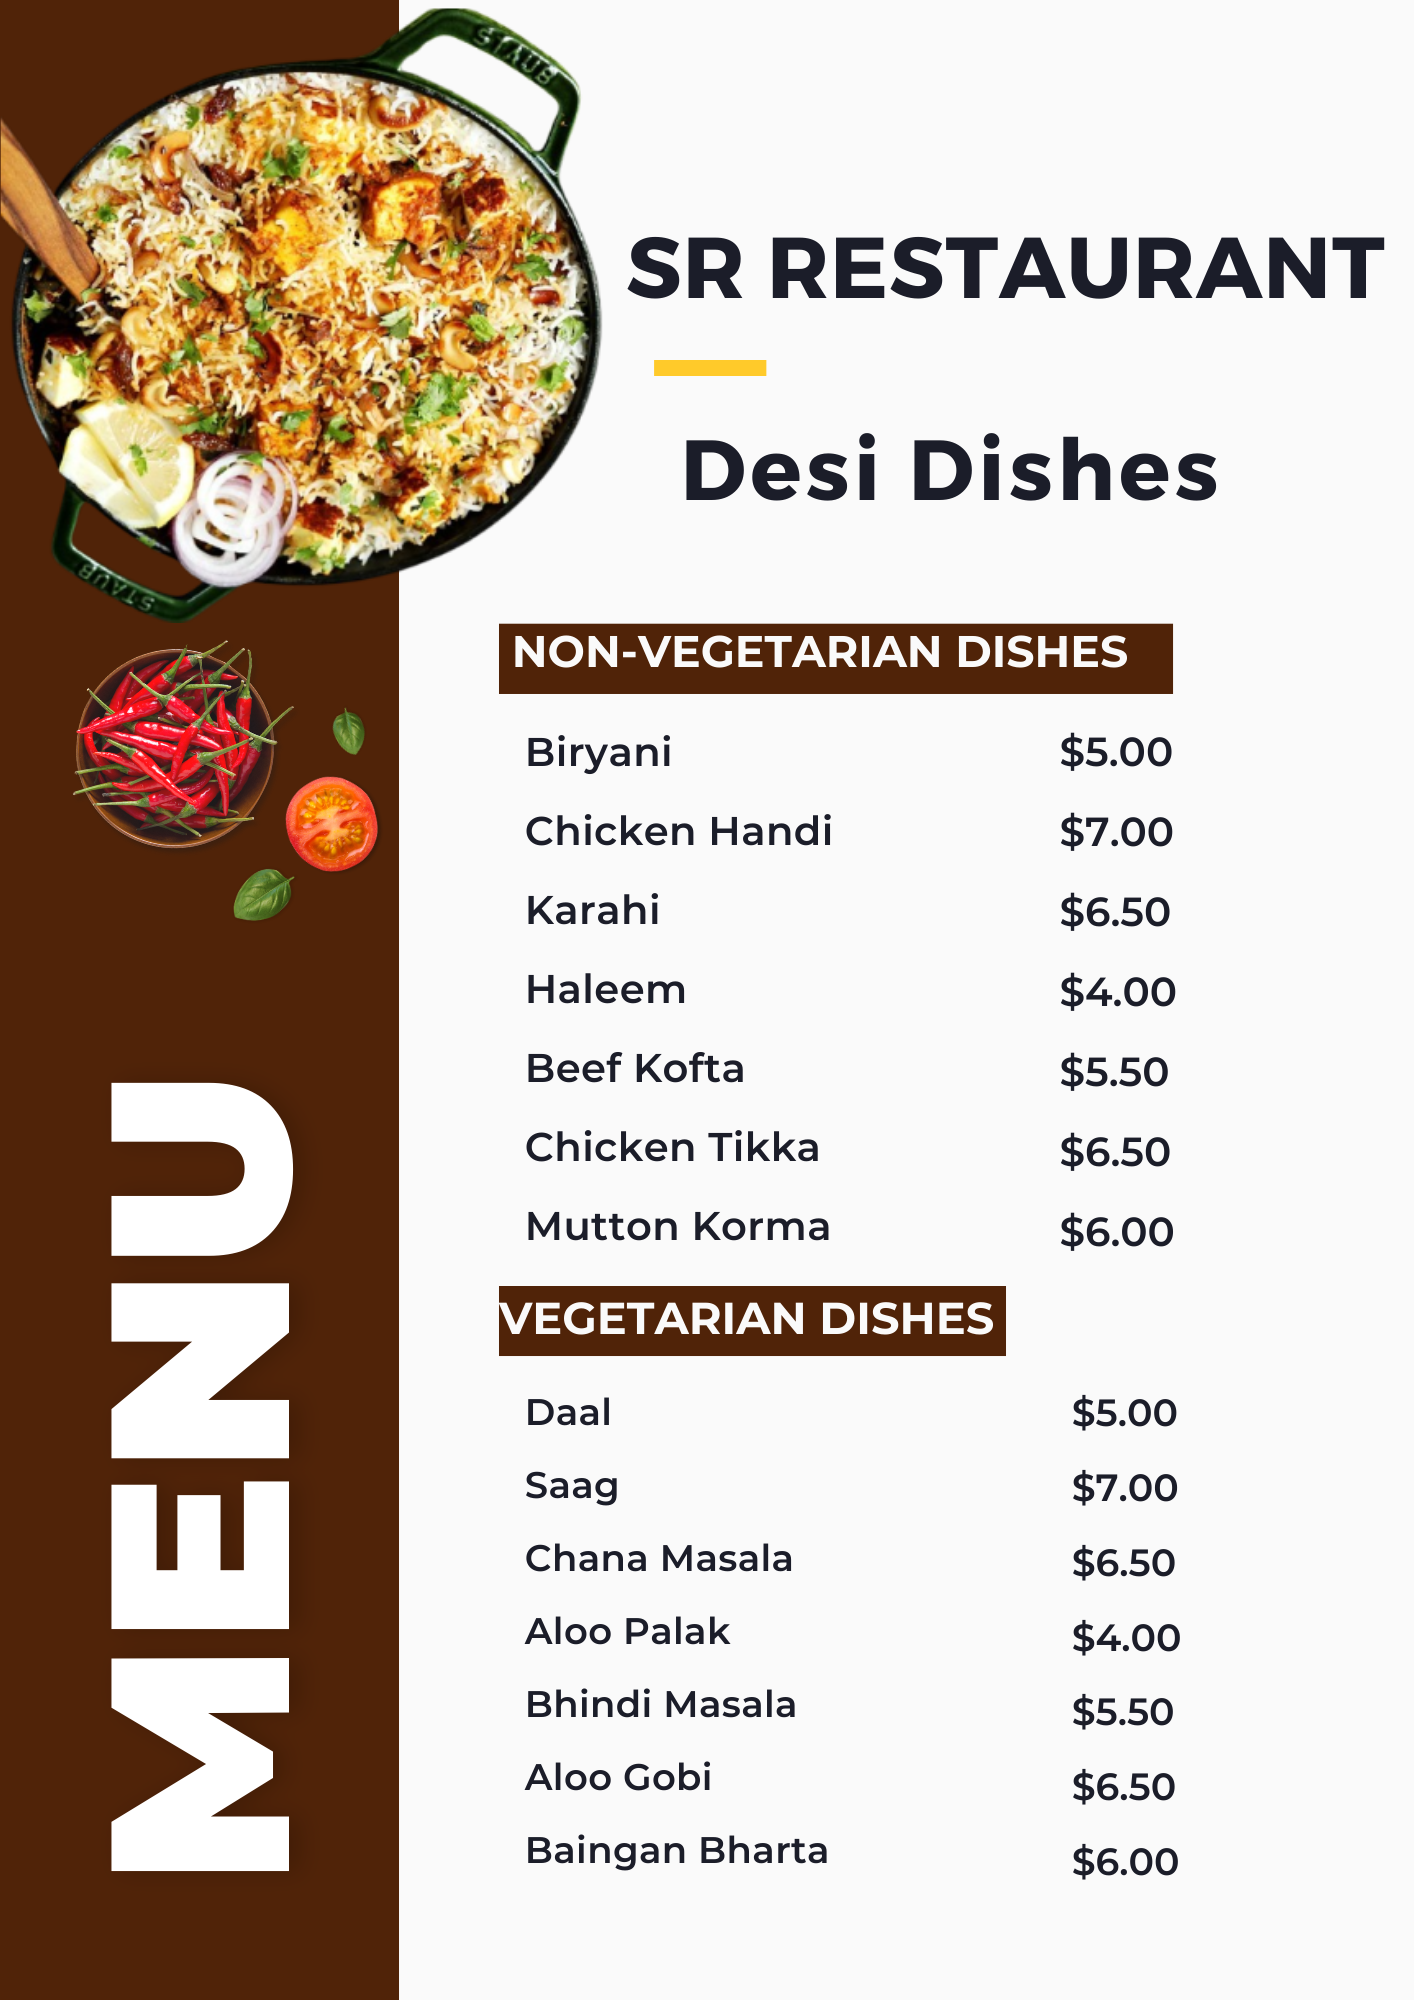 STAUB
SR RESTAURANT
Desi Dishes
STAUB
NON-VEGETARIAN DISHES
Biryani $5.00
Chicken Handi $7.00
Karahi $6.50
Haleem $4.00
Beef Kofta $5.50
Chicken Tikka $6.50
Mutton Korma $6.00
VEGETARIAN DISHES
Daal $5.00
Saag $7.00
Chana Masala $6.50
Aloo Palak $4.00
Bhindi Masala $5.50
Aloo Gobi $6.50
Baingan Bharta $6.00
MENU